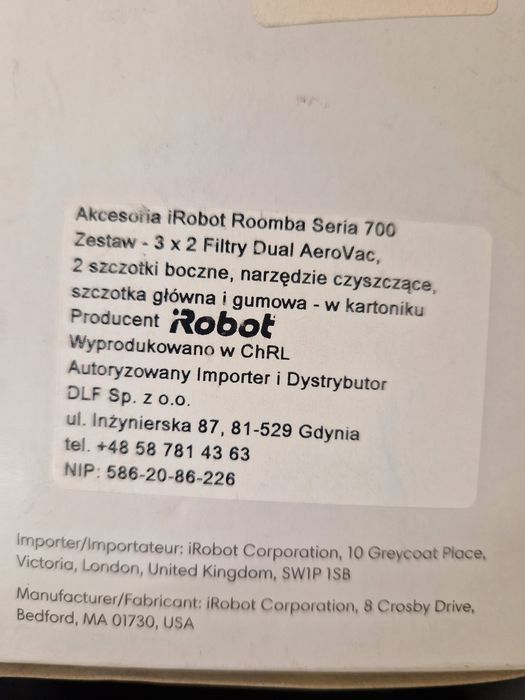 Akcesoria iRobot Roomba Seria 700
Zestaw - 3 x 2 Filtry Dual AeroVac,
2 szczotki boczne, narzędzie czyszczące,
szczotka główna i gumowa - w kartoniku
Producent iRobot
Wyprodukowano w ChRL
Autoryzowany Importer i Dystrybutor
DLF Sp. z o.o.
ul. Inżynierska 87, 81-529 Gdynia
tel. +48 58 781 43 63
NIP: 586-20-86-226
Importer/Importateur: iRobot Corporation, 10 Greycoat Place,
Victoria, London, United Kingdom, SW1P 1SB
Manufacturer/Fabricant: iRobot Corporation, 8 Crosby Drive,
Bedford, MA 01730, USA